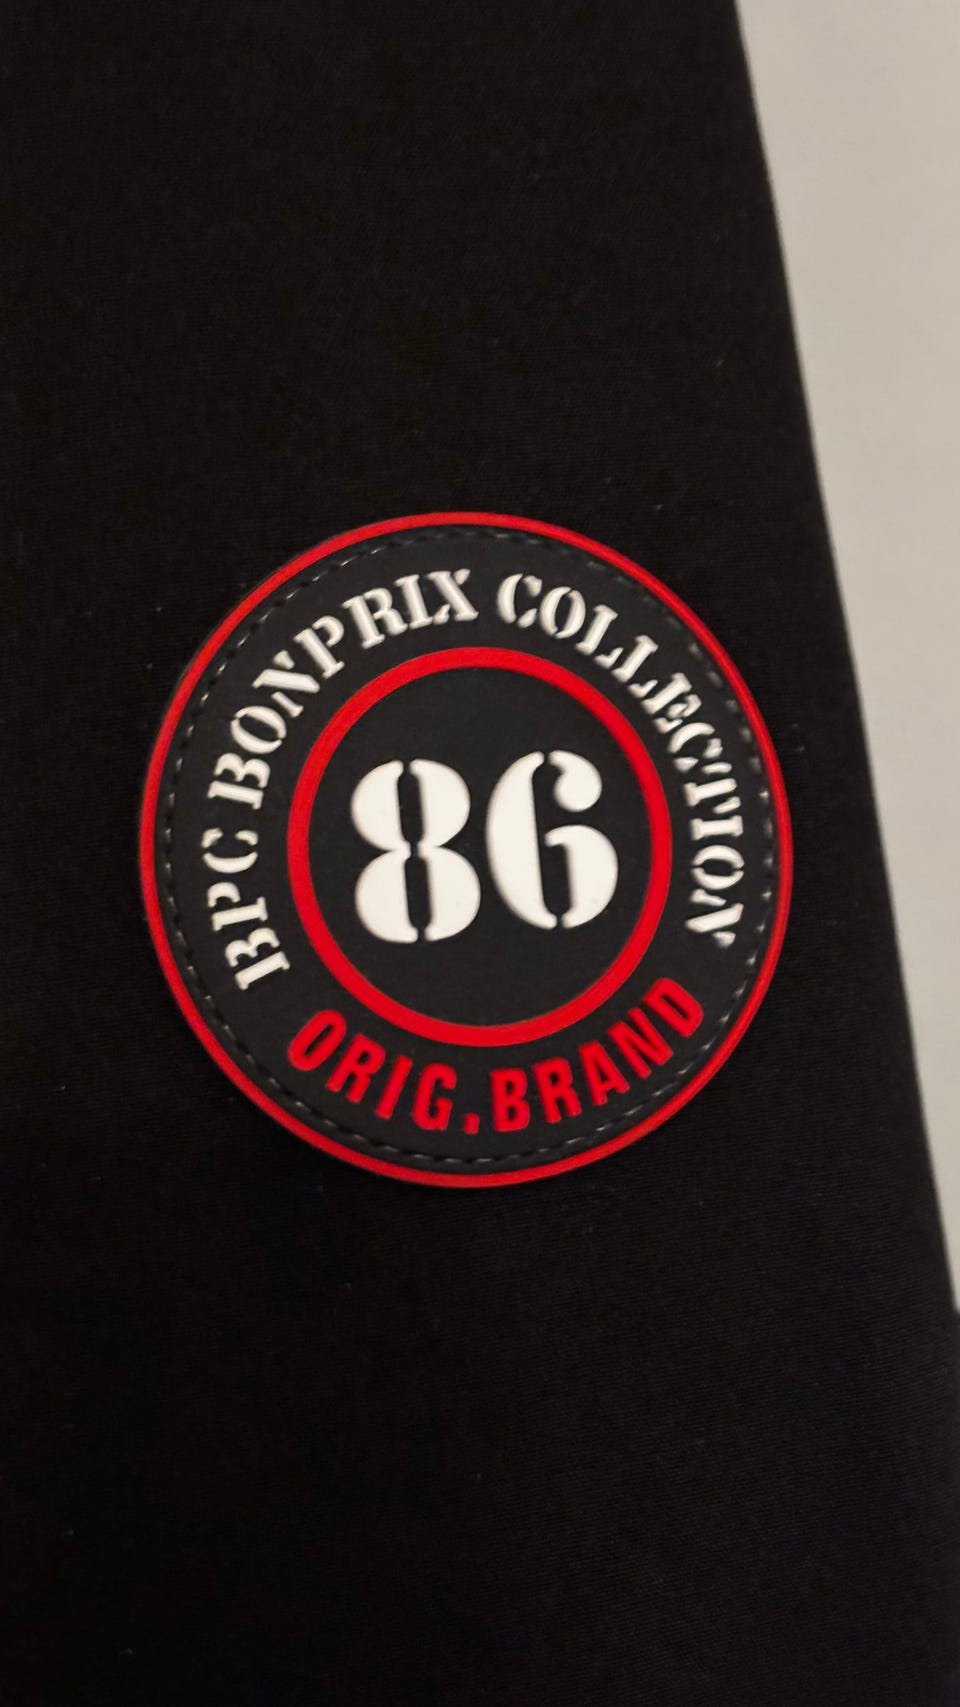 BPC BONPRIX COLLECTION
86
ORIG.BRAND